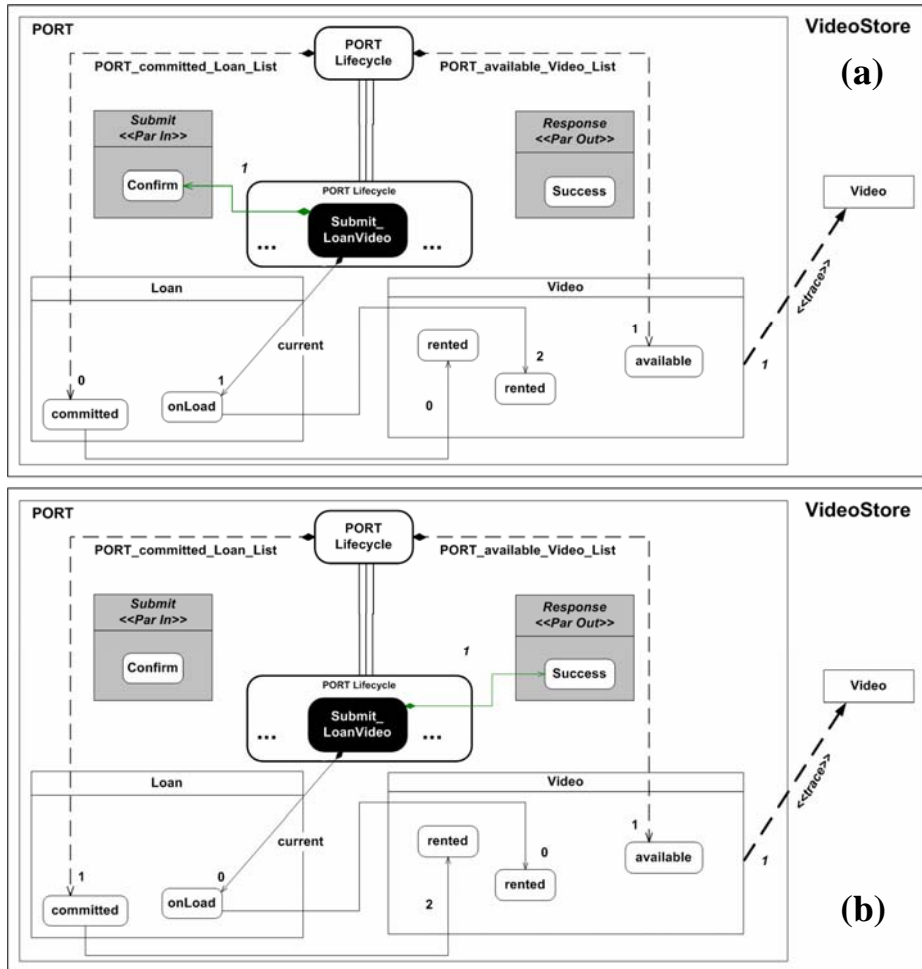 PORT
VideoStore
PORT
Lifecycle
(a)
PORT_committed_Loan_List
PORT_available_Video_List
Submit
<<Par In>>
Response
<<Par Out>>
1
Confirm
Success
PORT Lifecycle
Video
Submit_
LoanVideo
...
...
<<trace>>
Loan
Video
current
rented
1
available
0
1
2
1
rented
0
onLoad
committed
PORT
VideoStore
PORT
Lifecycle
PORT_committed_Loan_List
PORT_available_Video_List
Submit
<<Par In>>
Response
<<Par Out>>
1
Confirm
Success
PORT Lifecycle
Video
Submit_
LoanVideo
...
...
<<trace>>
Loan
Video
current
rented
1
available
1
0
0
1
rented
2
onLoad
committed
(b)